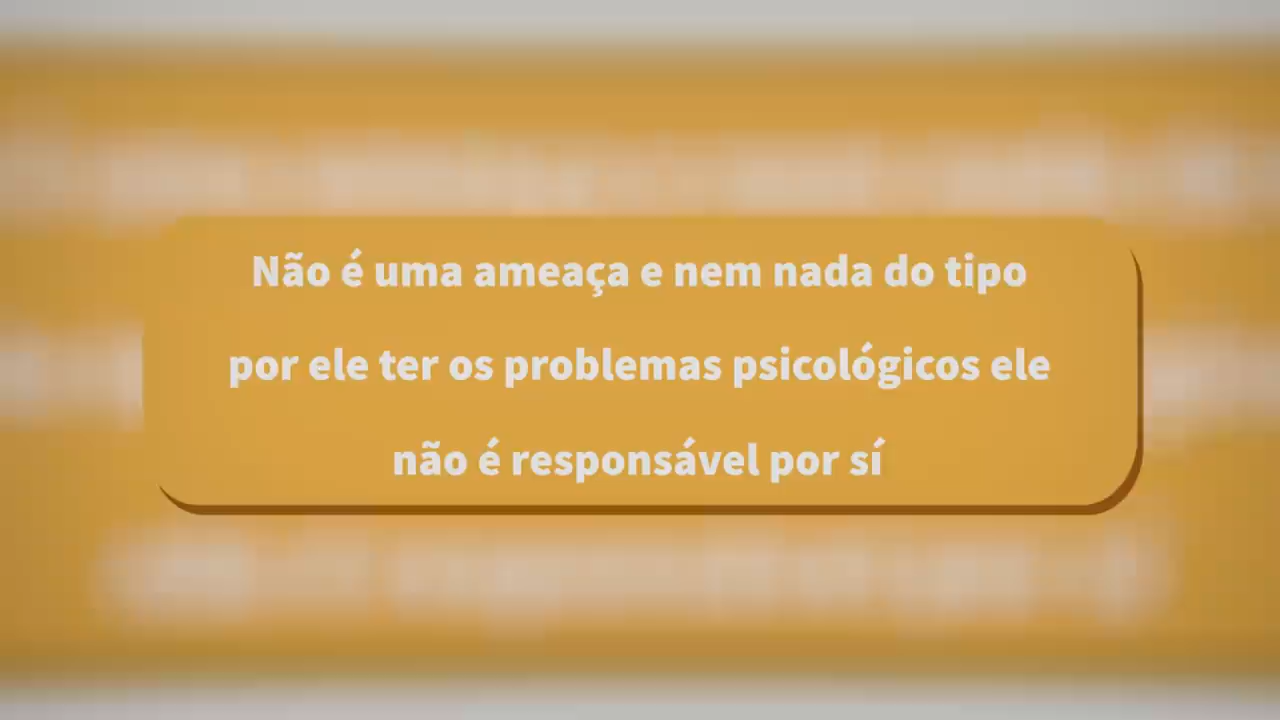 Não é uma ameaça e nem nada do tipo
por ele ter os problemas psicológicos ele
não é responsável por sí